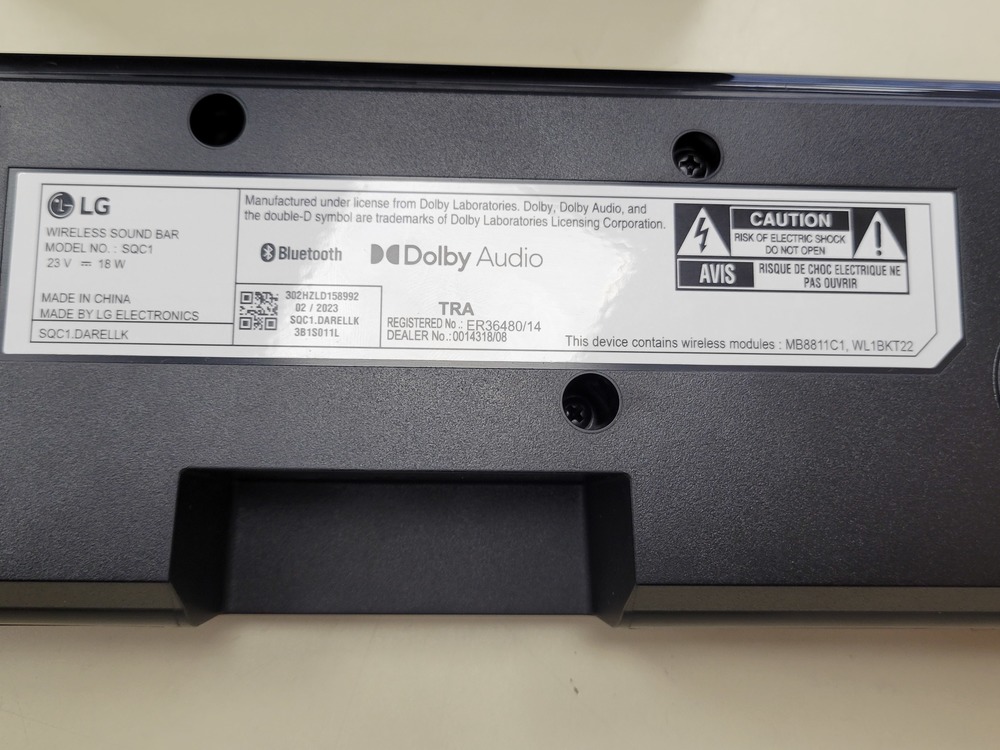 LG
WIRELESS SOUND BAR
MODEL NO. : SQC1
23 V ⎓ 18 W
MADE IN CHINA
MADE BY LG ELECTRONICS
SQC1.DARELLK
Manufactured under license from Dolby Laboratories. Dolby, Dolby Audio, and
the double-D symbol are trademarks of Dolby Laboratories Licensing Corporation.
Bluetooth
Dolby Audio
302HZLD158992
02 / 2023
SQC1.DARELLK
3B1S011L
TRA
REGISTERED No.: ER36480/14
DEALER No.:0014318/08
CAUTION
RISK OF ELECTRIC SHOCK
DO NOT OPEN
AVIS
RISQUE DE CHOC ELECTRIQUE NE
PAS OUVRIR
This device contains wireless modules : MB8811C1, WL1BKT22